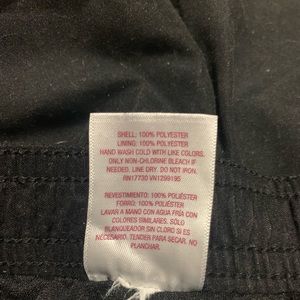 SHELL: 100% POLYESTER
LINING: 100% POLYESTER
HAND WASH COLD WITH LIKE COLORS.
ONLY NON-CHLORINE BLEACH IF
NEEDED. LINE DRY. DO NOT IRON.
RN17730 VN1299195
REVESTIMIENTO: 100% POLIÉSTER
FORRO: 100% POLIÉSTER
LAVAR A MANO CON AGUA FRÍA CON
COLORES SIMILARES. SÓLO
BLANQUEADOR SIN CLORO SI ES
NECESARIO. TENDER PARA SECAR. NO
PLANCHAR.